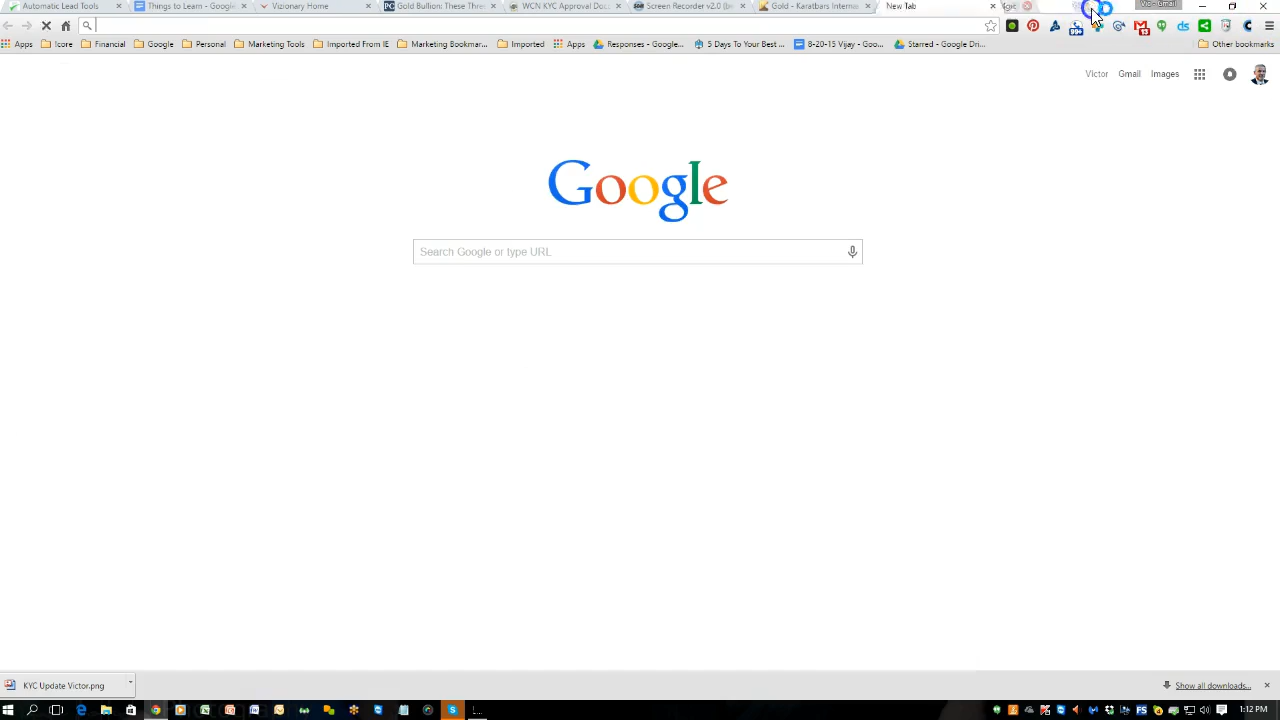 Automatic Lead Tools Things to Learn - Google Vizionary Home Gold Bullion: These Thre WCN KYC Approval Doc Screen Recorder v2.0 (b Gold - Karatbars Interna New Tab Vic - Gmail
Apps Icore Financial Google Personal Marketing Tools Imported From IE Marketing Bookmar... Imported Apps Responses - Google... 5 Days To Your Best ... 8-20-15 Vijay - Goo... Starred - Google Dri... Other bookmarks
99+ 13
Victor Gmail Images
Google
Search Google or type URL
KYC Update Victor.png Show all downloads...
1:12 PM